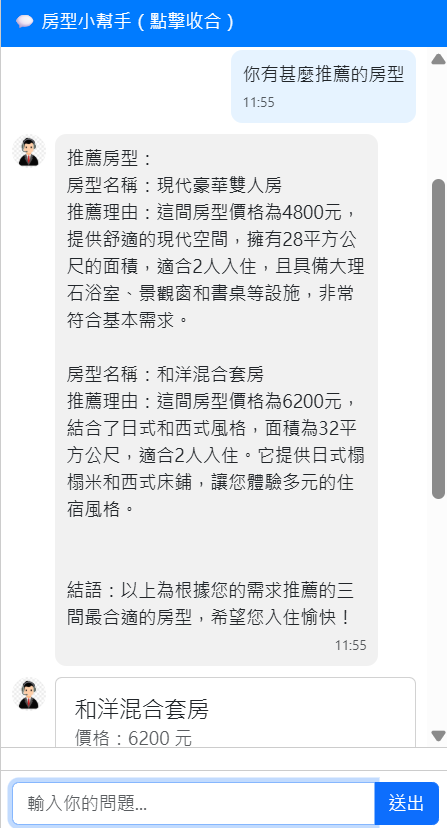 房型小幫手 ( 點擊收合 )
你有甚麼推薦的房型
11:55
推薦房型：
房型名稱：現代豪華雙人房
推薦理由：這間房型價格為4800元，
提供舒適的現代空間，擁有28平方公
尺的面積，適合2人入住，且具備大理
石浴室、景觀窗和書桌等設施，非常
符合基本需求。
房型名稱：和洋混合套房
推薦理由：這間房型價格為6200元，
結合了日式和西式風格，面積為32平
方公尺，適合2人入住。它提供日式榻
榻米和西式床鋪，讓您體驗多元的住
宿風格。
結語：以上為根據您的需求推薦的三
間最合適的房型，希望您入住愉快！
11:55
和洋混合套房
價格：6200 元
輸入你的問題...
送出